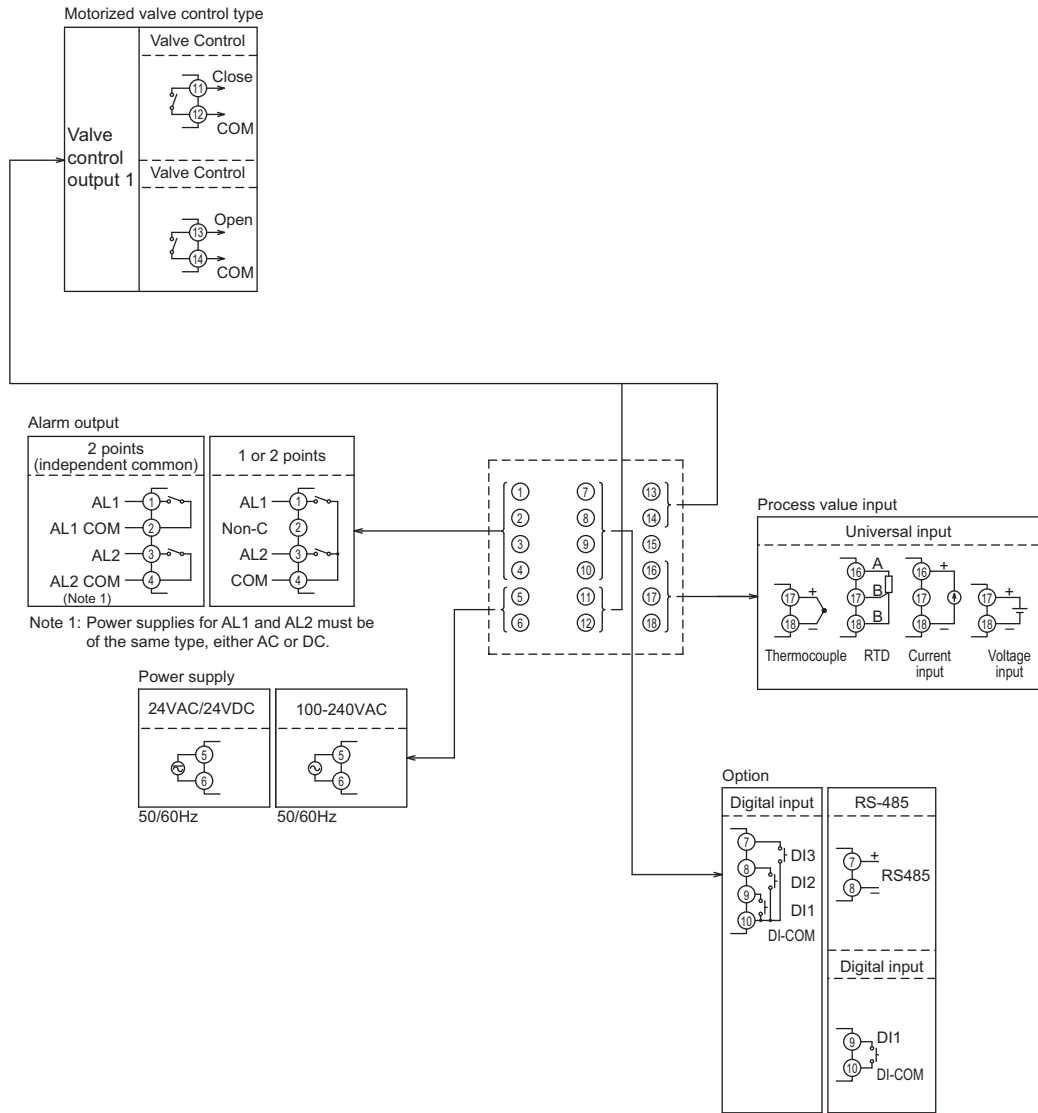 Motorized valve control type
Valve Control
Close
11
12
COM
Valve
control
output 1
Valve Control
Open
13
14
COM
Alarm output
2 points
(independent common)
AL1 1
AL1 COM 2
AL2 3
AL2 COM 4
(Note 1)
1 or 2 points
AL1 1
Non-C 2
AL2 3
COM 4
Note 1: Power supplies for AL1 and AL2 must be
of the same type, either AC or DC.
1 7 13
2 8 14
3 9 15
4 10 16
5 11 17
6 12 18
Process value input
Universal input
+
17
18
–
Thermocouple
16 A
17 B
18 B
RTD
16 +
17
18 –
Current
input
17 +
18 –
Voltage
input
Power supply
24VAC/24VDC
5
6
50/60Hz
100-240VAC
5
6
50/60Hz
Option
Digital input
7
DI3
8
DI2
9
DI1
10
DI-COM
RS-485
7 +
RS485
8 –
Digital input
9 DI1
10 DI-COM